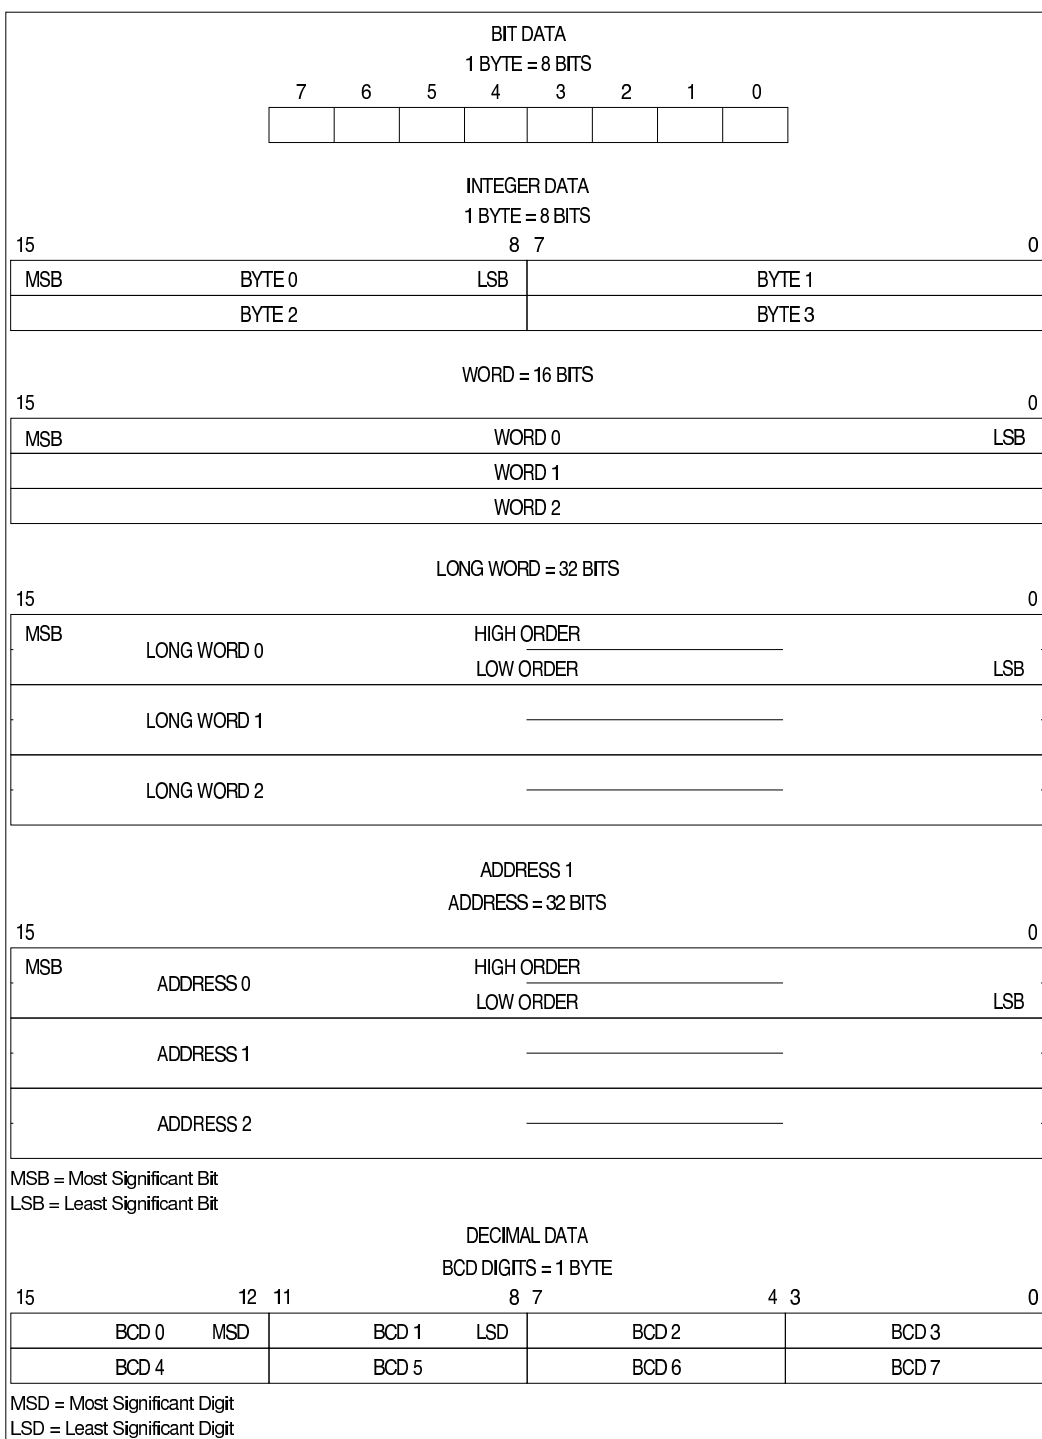 BIT DATA
1 BYTE = 8 BITS
7 6 5 4 3 2 1 0
INTEGER DATA
1 BYTE = 8 BITS
15 8 7 0
MSB BYTE 0 LSB BYTE 1
BYTE 2 BYTE 3
WORD = 16 BITS
15 0
MSB WORD 0 LSB
WORD 1
WORD 2
LONG WORD = 32 BITS
15 0
MSB HIGH ORDER
LONG WORD 0
LOW ORDER LSB
LONG WORD 1
LONG WORD 2
ADDRESS 1
ADDRESS = 32 BITS
15 0
MSB HIGH ORDER
ADDRESS 0
LOW ORDER LSB
ADDRESS 1
ADDRESS 2
MSB = Most Significant Bit
LSB = Least Significant Bit
DECIMAL DATA
BCD DIGITS = 1 BYTE
15 12 11 8 7 4 3 0
BCD 0 MSD BCD 1 LSD BCD 2 BCD 3
BCD 4 BCD 5 BCD 6 BCD 7
MSD = Most Significant Digit
LSD = Least Significant Digit